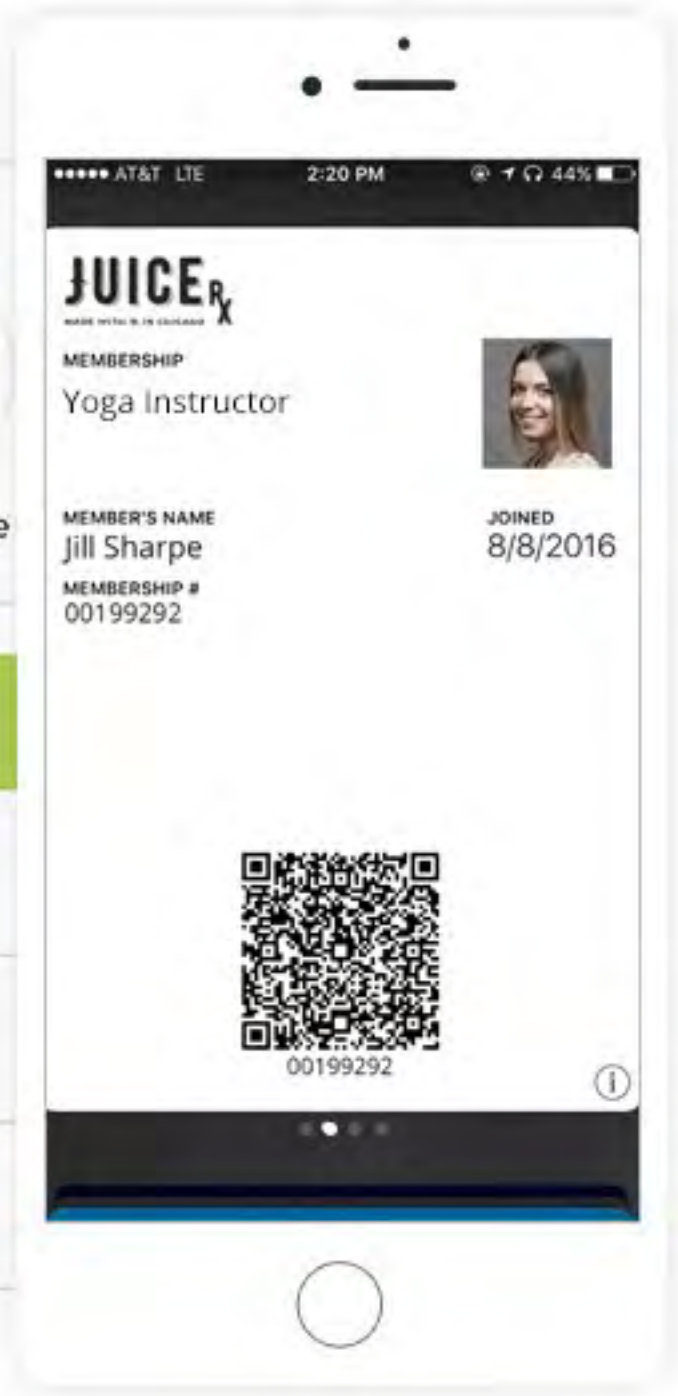 AT&T LTE 2:20 PM 44%
JUICE Rx
MEMBERSHIP
Yoga Instructor
MEMBER'S NAME
Jill Sharpe
JOINED
8/8/2016
MEMBERSHIP #
00199292
00199292
i
e